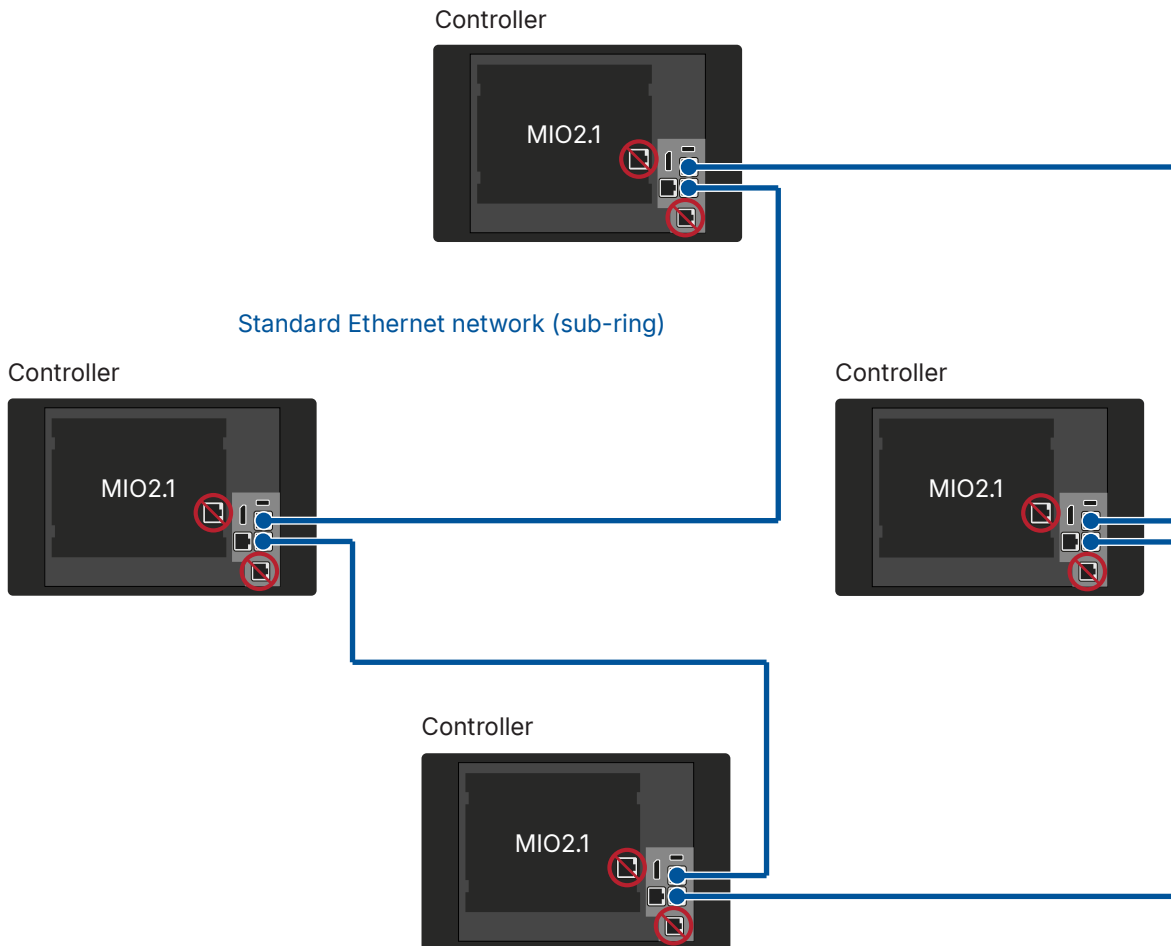 Controller
MIO2.1
Standard Ethernet network (sub-ring)
Controller
Controller
MIO2.1
MIO2.1
Controller
MIO2.1